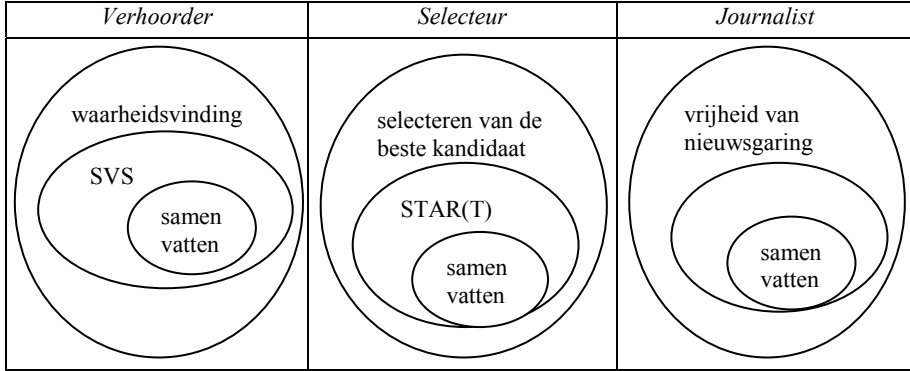 Verhoorder
Selecteur
Journalist
waarheidsvinding
SVS
samen
vatten
selecteren van de
beste kandidaat
STAR(T)
samen
vatten
vrijheid van
nieuwsgaring
samen
vatten